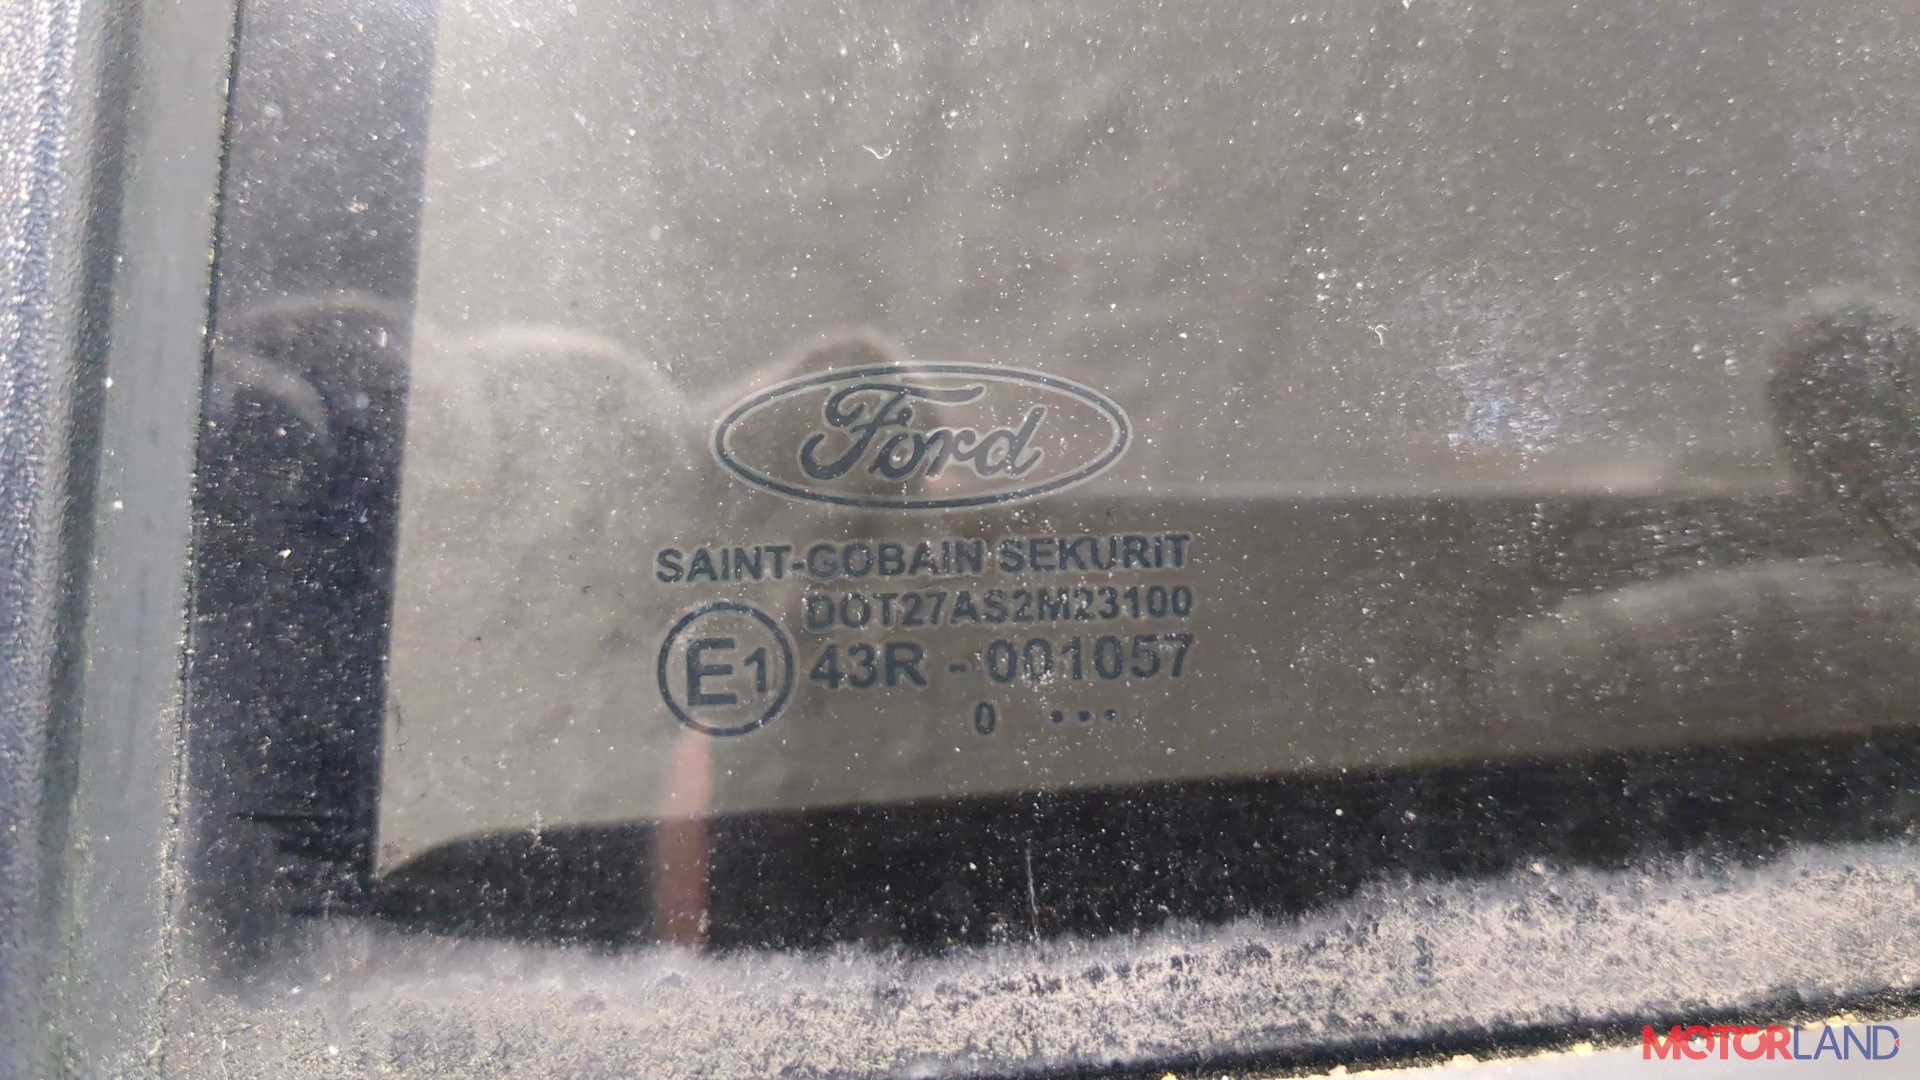 Ford
SAINT-GOBAIN SEKURiT
DOT27AS2M23100
E1 43R - 001057
0 •••
MOTORLAND